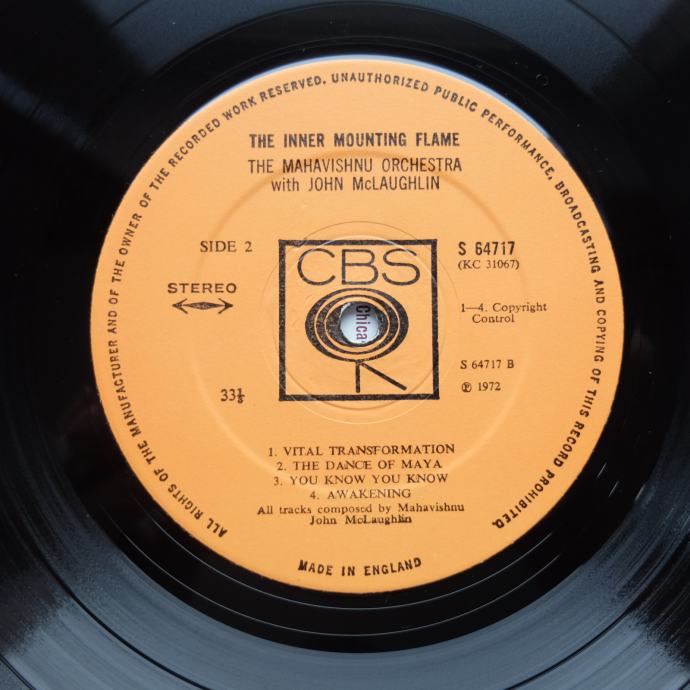 ALL RIGHTS OF THE MANUFACTURER AND OF THE OWNER OF THE RECORDED WORK RESERVED. UNAUTHORIZED PUBLIC PERFORMANCE, BROADCASTING AND COPYING OF THIS RECORD PROHIBITED.
THE INNER MOUNTING FLAME
THE MAHAVISHNU ORCHESTRA
with JOHN McLAUGHLIN
SIDE 2
STEREO
33⅓
CBS
Chica
S 64717
(KC 31067)
1—4. Copyright
Control
S 64717 B
℗ 1972
1. VITAL TRANSFORMATION
2. THE DANCE OF MAYA
3. YOU KNOW YOU KNOW
4. AWAKENING
All tracks composed by Mahavishnu
John McLaughlin
MADE IN ENGLAND